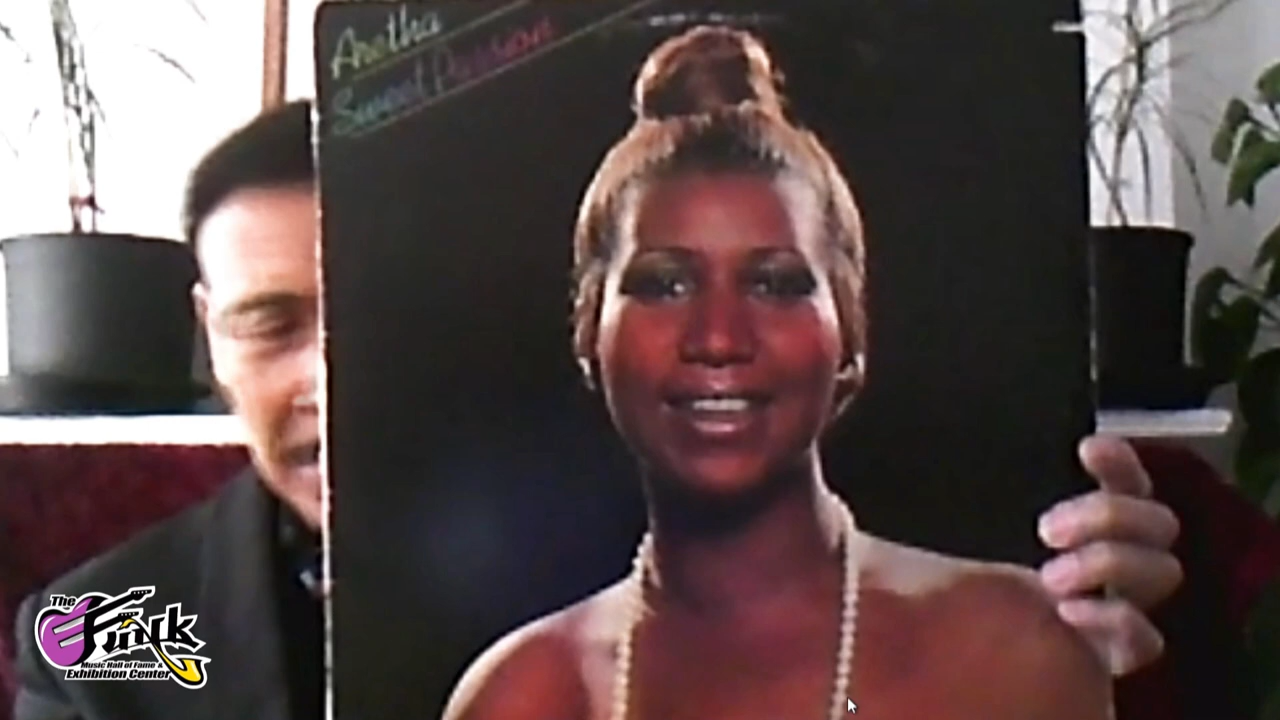 Aretha
Sweet Passion
The Funk
Music Hall of Fame &
Exhibition Center